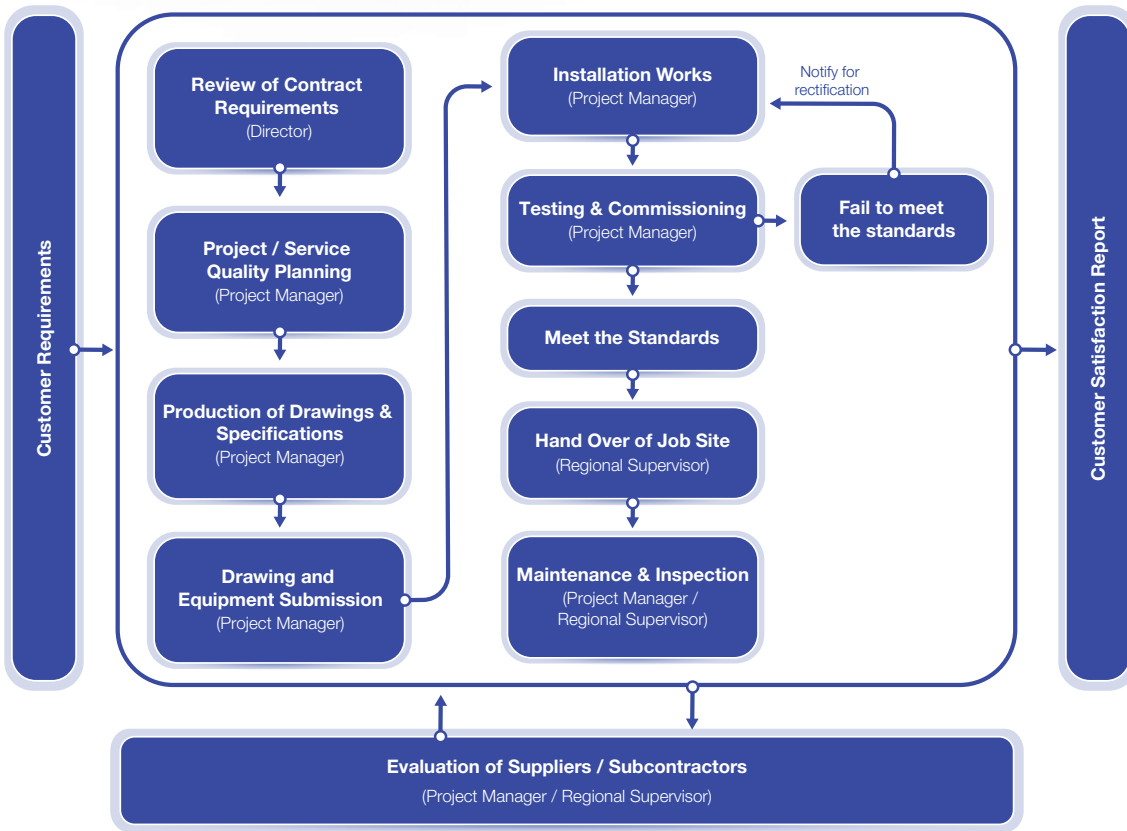 Customer Requirements
Review of Contract
Requirements
(Director)
Project / Service
Quality Planning
(Project Manager)
Production of Drawings &
Specifications
(Project Manager)
Drawing and
Equipment Submission
(Project Manager)
Installation Works
(Project Manager)
Notify for
rectification
Testing & Commissioning
(Project Manager)
Fail to meet
the standards
Meet the Standards
Hand Over of Job Site
(Regional Supervisor)
Maintenance & Inspection
(Project Manager /
Regional Supervisor)
Customer Satisfaction Report
Evaluation of Suppliers / Subcontractors
(Project Manager / Regional Supervisor)